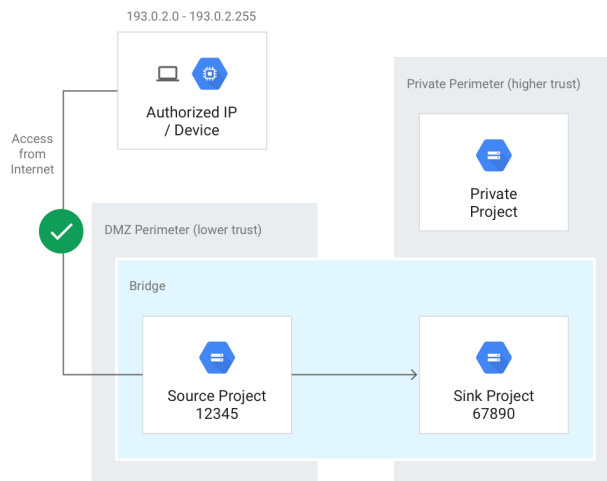 193.0.2.0 - 193.0.2.255
Authorized IP
/ Device
Access
from
Internet
Private Perimeter (higher trust)
Private
Project
DMZ Perimeter (lower trust)
Bridge
Source Project
12345
Sink Project
67890